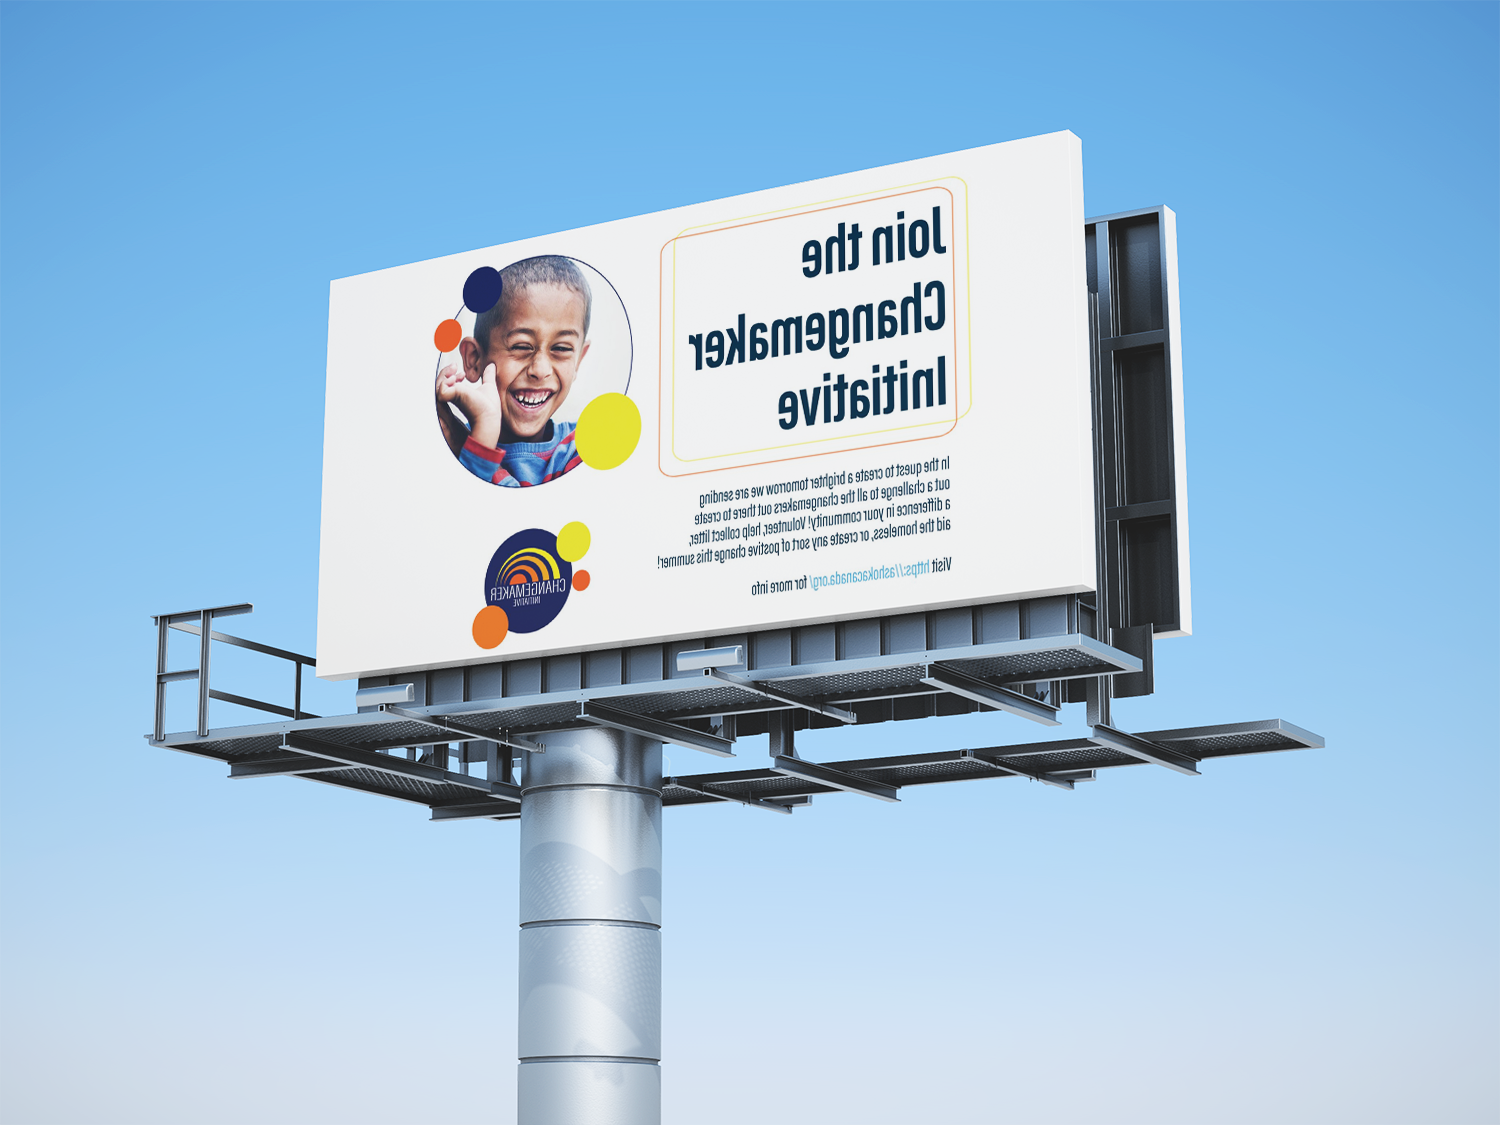 Join the
Changemaker
Initiative
In the quest to create a brighter tomorrow we are sending
out a challenge to all the changemakers out there to create
a difference in your community! Volunteer, help collect litter,
aid the homeless, or create any sort of postive change this summer!
Visit https://ashokacanada.org/ for more info
CHANGEMAKER
INITIATIVE